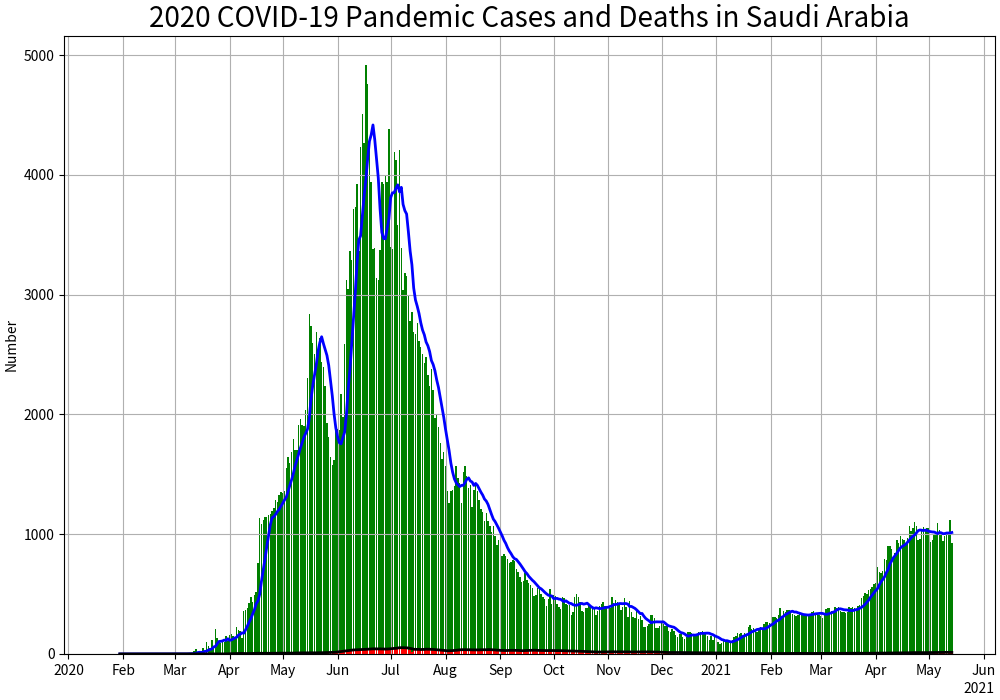 2020 COVID-19 Pandemic Cases and Deaths in Saudi Arabia
5000
4000
3000
2000
1000
0
Number
2020 Feb Mar Apr May Jun Jul Aug Sep Oct Nov Dec 2021 Feb Mar Apr May Jun
2021